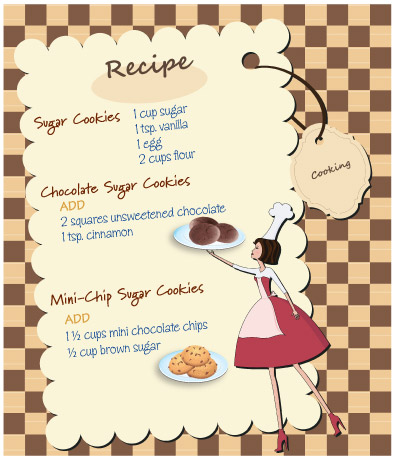 Recipe
Sugar Cookies
1 cup sugar
1 tsp. vanilla
1 egg
2 cups flour
Cooking
Chocolate Sugar Cookies
ADD
2 squares unsweetened chocolate
1 tsp. cinnamon
Mini-Chip Sugar Cookies
ADD
1 ½ cups mini chocolate chips
½ cup brown sugar